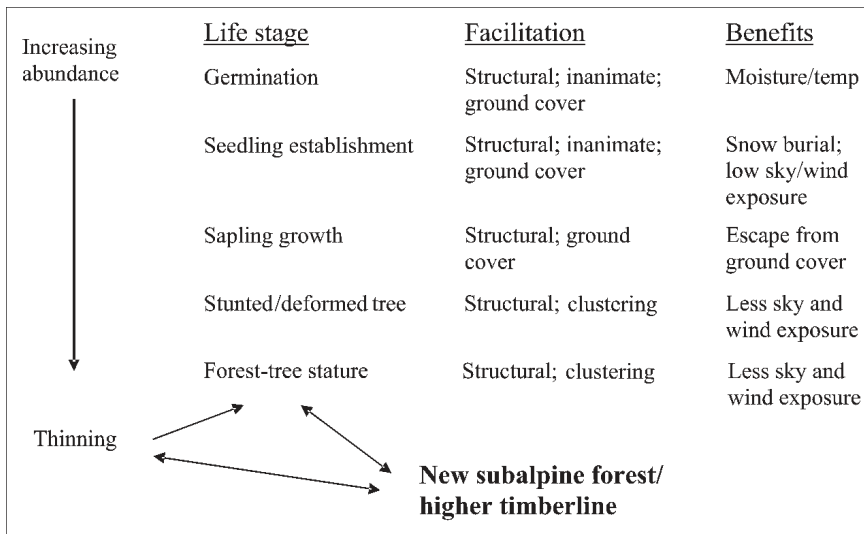 Life stage Facilitation Benefits
Increasing
abundance
Germination Structural; inanimate; Moisture/temp
ground cover
Seedling establishment Structural; inanimate; Snow burial;
ground cover low sky/wind
exposure
Sapling growth Structural; ground Escape from
cover ground cover
Stunted/deformed tree Structural; clustering Less sky and
wind exposure
Forest-tree stature Structural; clustering Less sky and
wind exposure
Thinning
New subalpine forest/
higher timberline